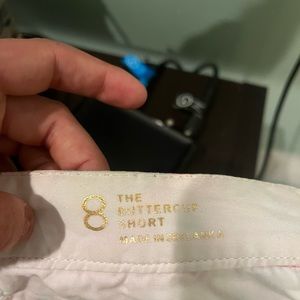 8
THE
BUTTERCUP
SHORT
MADE IN SRI LANKA